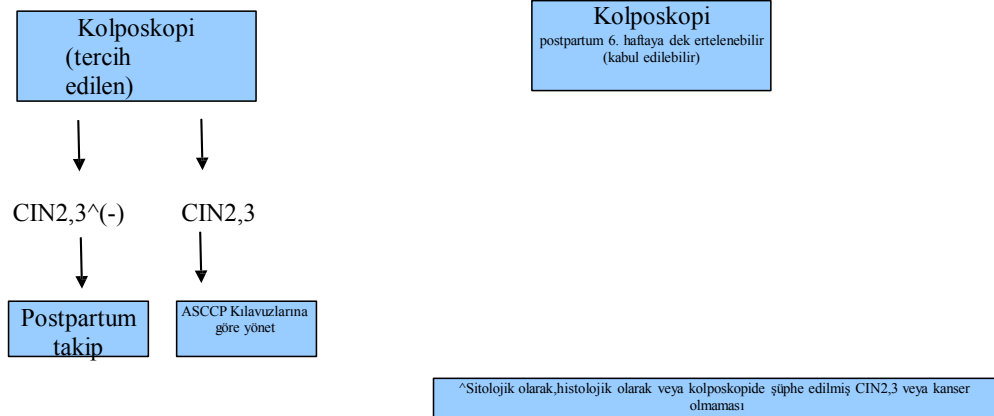 Kolposkopi
(tercih
edilen)
Kolposkopi
postpartum 6. haftaya dek ertelenebilir
(kabul edilebilir)
CIN2,3^(-)
CIN2,3
Postpartum
takip
ASCCP Kılavuzlarına
göre yönet
^Sitolojik olarak,histolojik olarak veya kolposkopide şüphe edilmiş CIN2,3 veya kanser
olmaması